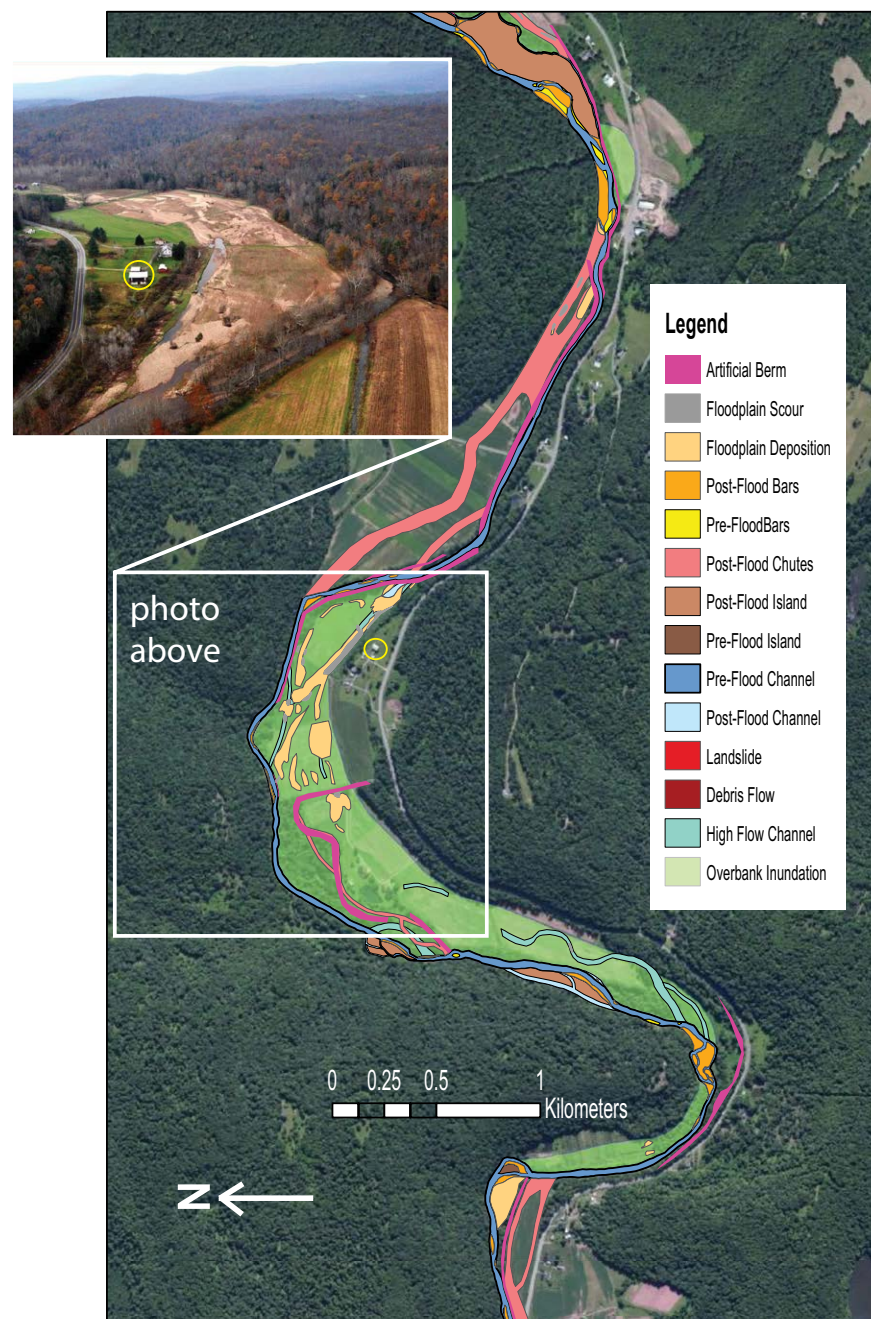 photo
above
Legend
Artificial Berm
Floodplain Scour
Floodplain Deposition
Post-Flood Bars
Pre-FloodBars
Post-Flood Chutes
Post-Flood Island
Pre-Flood Island
Pre-Flood Channel
Post-Flood Channel
Landslide
Debris Flow
High Flow Channel
Overbank Inundation
0 0.25 0.5 1
Kilometers
N